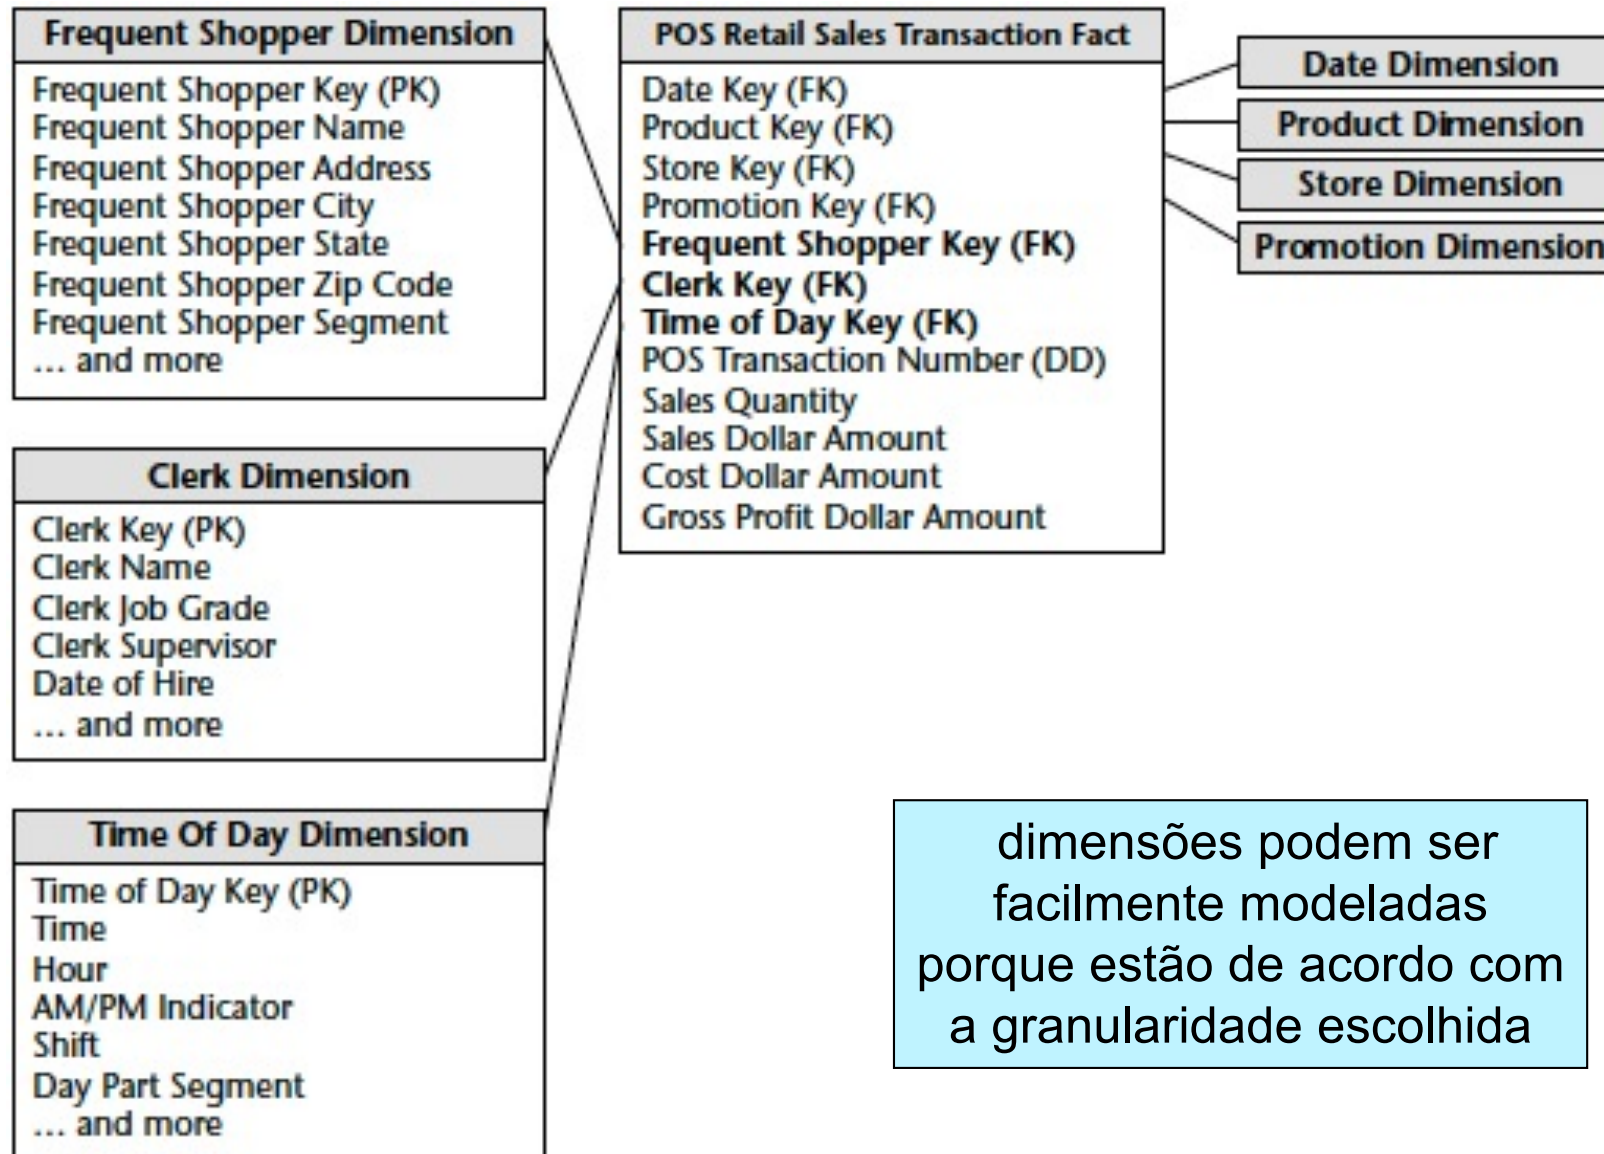 Frequent Shopper Dimension
Frequent Shopper Key (PK)
Frequent Shopper Name
Frequent Shopper Address
Frequent Shopper City
Frequent Shopper State
Frequent Shopper Zip Code
Frequent Shopper Segment
... and more
Clerk Dimension
Clerk Key (PK)
Clerk Name
Clerk Job Grade
Clerk Supervisor
Date of Hire
... and more
Time Of Day Dimension
Time of Day Key (PK)
Time
Hour
AM/PM Indicator
Shift
Day Part Segment
... and more
POS Retail Sales Transaction Fact
Date Key (FK)
Product Key (FK)
Store Key (FK)
Promotion Key (FK)
Frequent Shopper Key (FK)
Clerk Key (FK)
Time of Day Key (FK)
POS Transaction Number (DD)
Sales Quantity
Sales Dollar Amount
Cost Dollar Amount
Gross Profit Dollar Amount
Date Dimension
Product Dimension
Store Dimension
Promotion Dimension
dimensões podem ser
facilmente modeladas
porque estão de acordo com
a granularidade escolhida